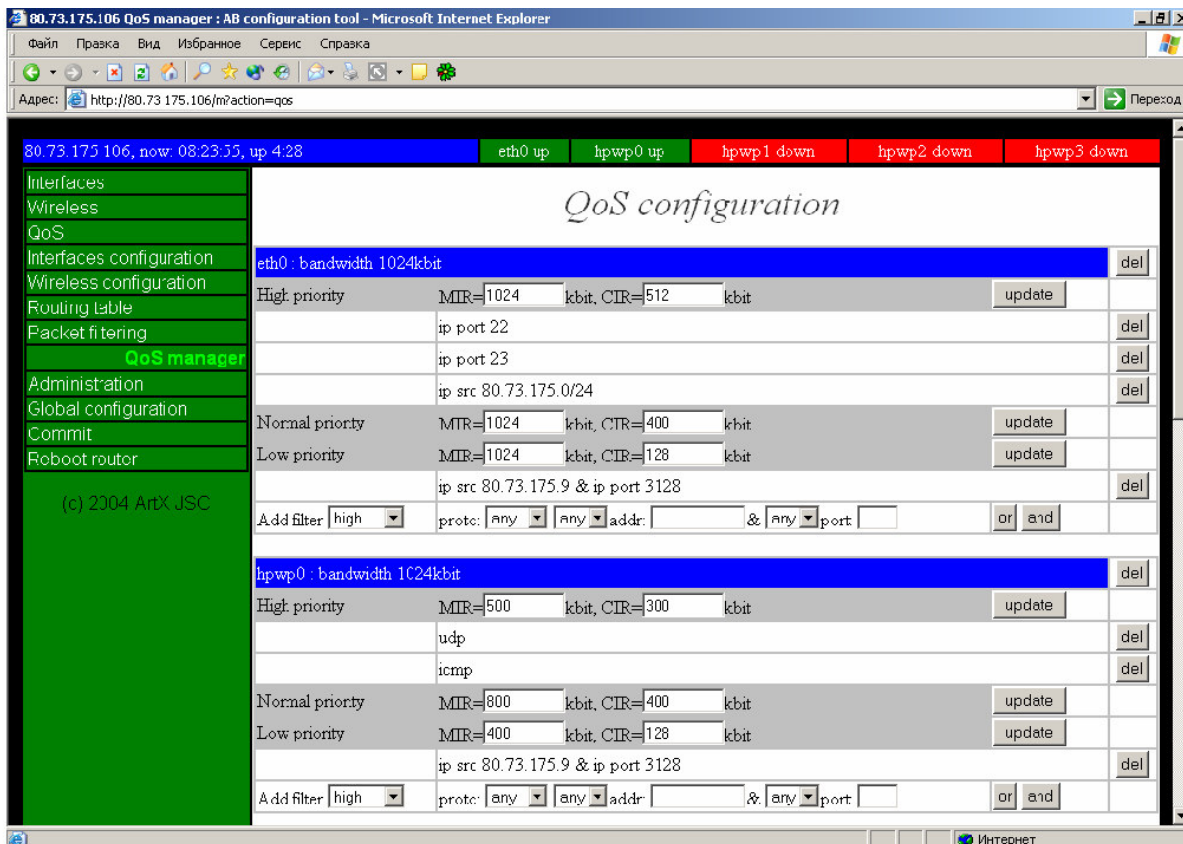 80.73.175.106 QoS manager : AB configuration tool - Microsoft Internet Explorer
Файл Правка Вид Избранное Сервис Справка
Адрес: http://80.73.175.106/m?action=qos Переход
80.73.175.106, now: 08:23:55, up 4:28 eth0 up hpwp0 up hpwp1 down hpwp2 down hpwp3 down
Interfaces
Wireless
QoS
Interfaces configuration
Wireless configuration
Routing table
Packet filtering
QoS manager
Administration
Global configuration
Commit
Reboot router
(c) 2004 ArtX JSC
QoS configuration
eth0 : bandwidth 1024kbit del
High priority MIR=1024 kbit, CIR=512 kbit update
ip port 22 del
ip port 23 del
ip src 80.73.175.0/24 del
Normal priority MIR=1024 kbit, CIR=400 kbit update
Low priority MIR=1024 kbit, CIR=128 kbit update
ip src 80.73.175.9 & ip port 3128 del
Add filter high proto: any any addr: & any port: or and
hpwp0 : bandwidth 1024kbit del
High priority MIR=500 kbit, CIR=300 kbit update
udp del
icmp del
Normal priority MIR=800 kbit, CIR=400 kbit update
Low priority MIR=400 kbit, CIR=128 kbit update
ip src 80.73.175.9 & ip port 3128 del
Add filter high proto: any any addr: & any port: or and
Интернет